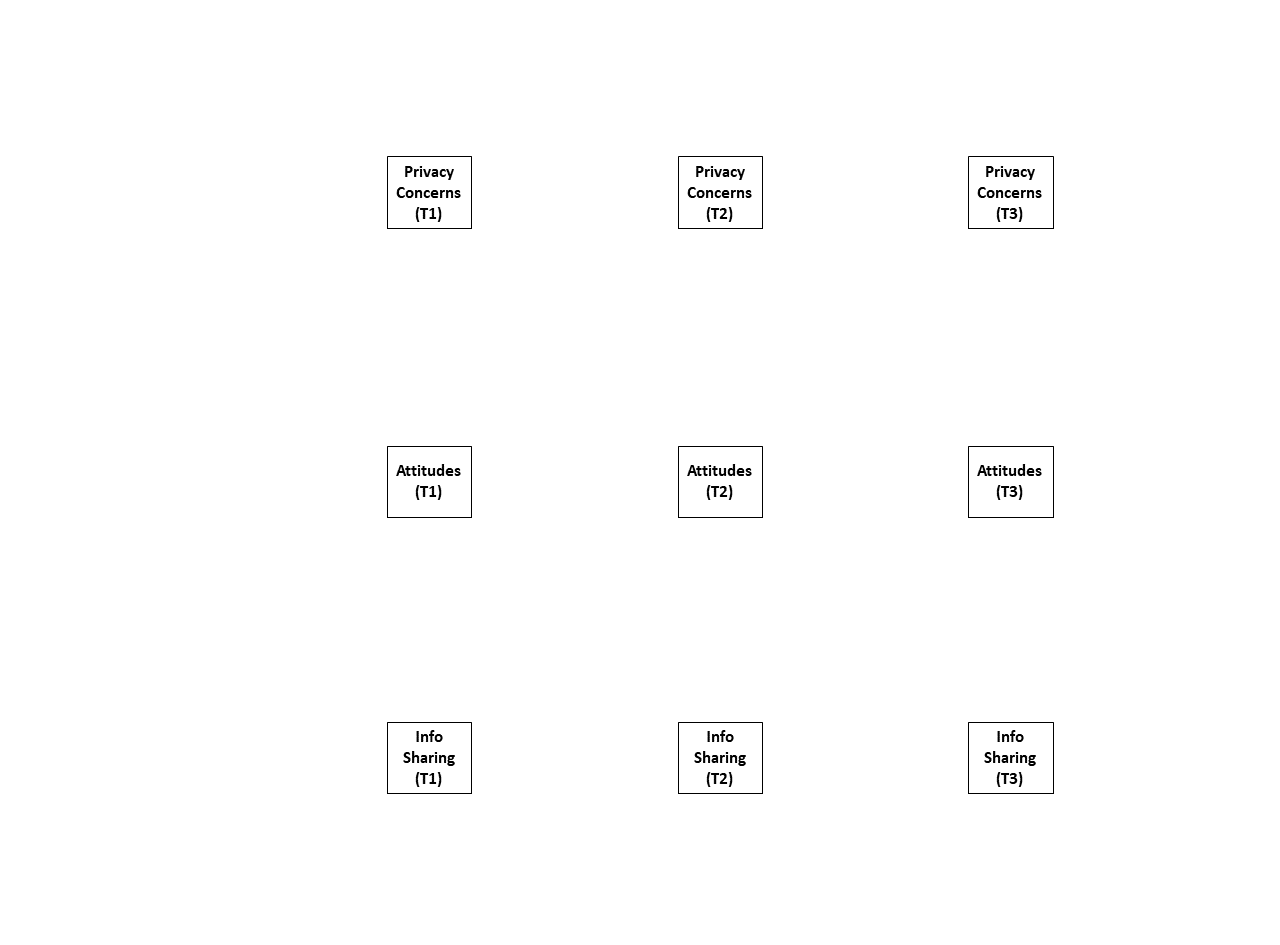 Privacy
Concerns
(T1)
Privacy
Concerns
(T2)
Privacy
Concerns
(T3)
Attitudes
(T1)
Attitudes
(T2)
Attitudes
(T3)
Info
Sharing
(T1)
Info
Sharing
(T2)
Info
Sharing
(T3)